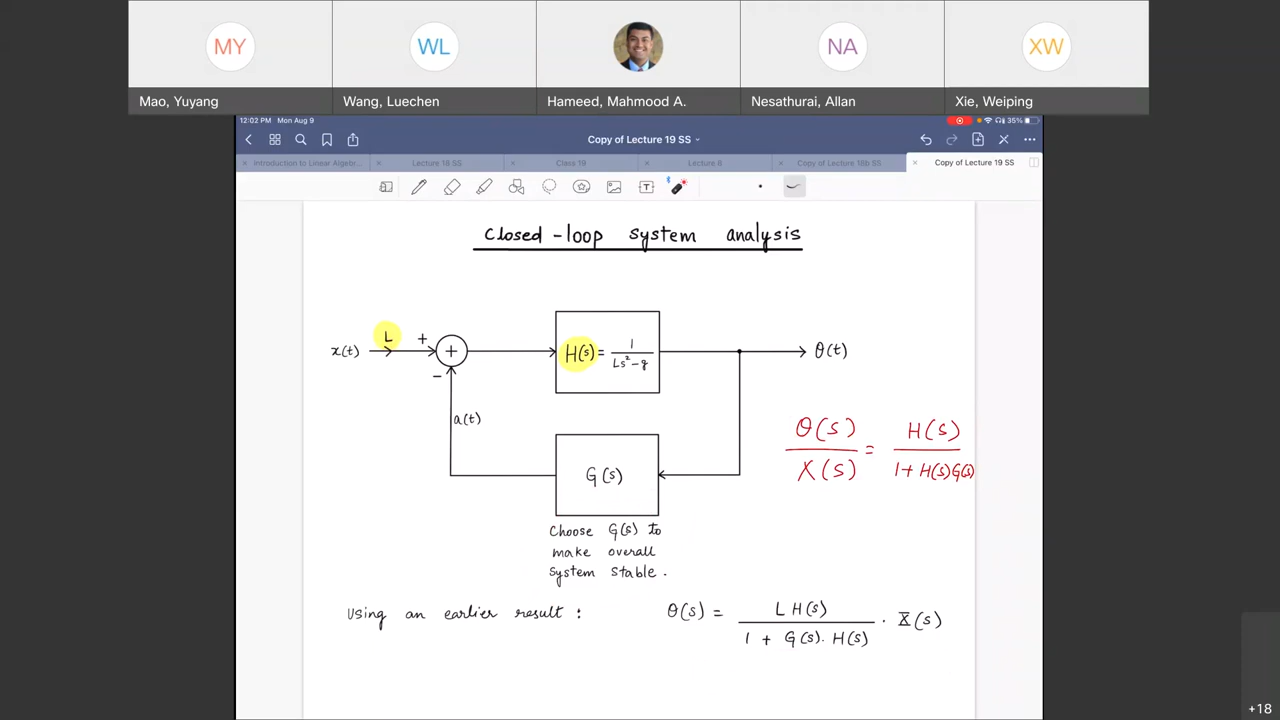 MY WL NA XW
Mao, Yuyang Wang, Luechen Hameed, Mahmood A. Nesathurai, Allan Xie, Weiping
12:02 PM Mon Aug 9 35%
Copy of Lecture 19 SS
Introduction to Linear Algebr... Lecture 18 SS Class 19 Lecture 8 Copy of Lecture 18b SS Copy of Lecture 19 SS
Closed-loop system analysis
x(t) L + + H(s) = 1 / (Ls² - g) θ(t)
-
a(t)
θ(s) / X(s) = H(s) / (1 + H(s)G(s))
G(s)
Choose G(s) to
make overall
system stable.
Using an earlier result : θ(s) = L H(s) / (1 + G(s). H(s)) · X(s)
+18